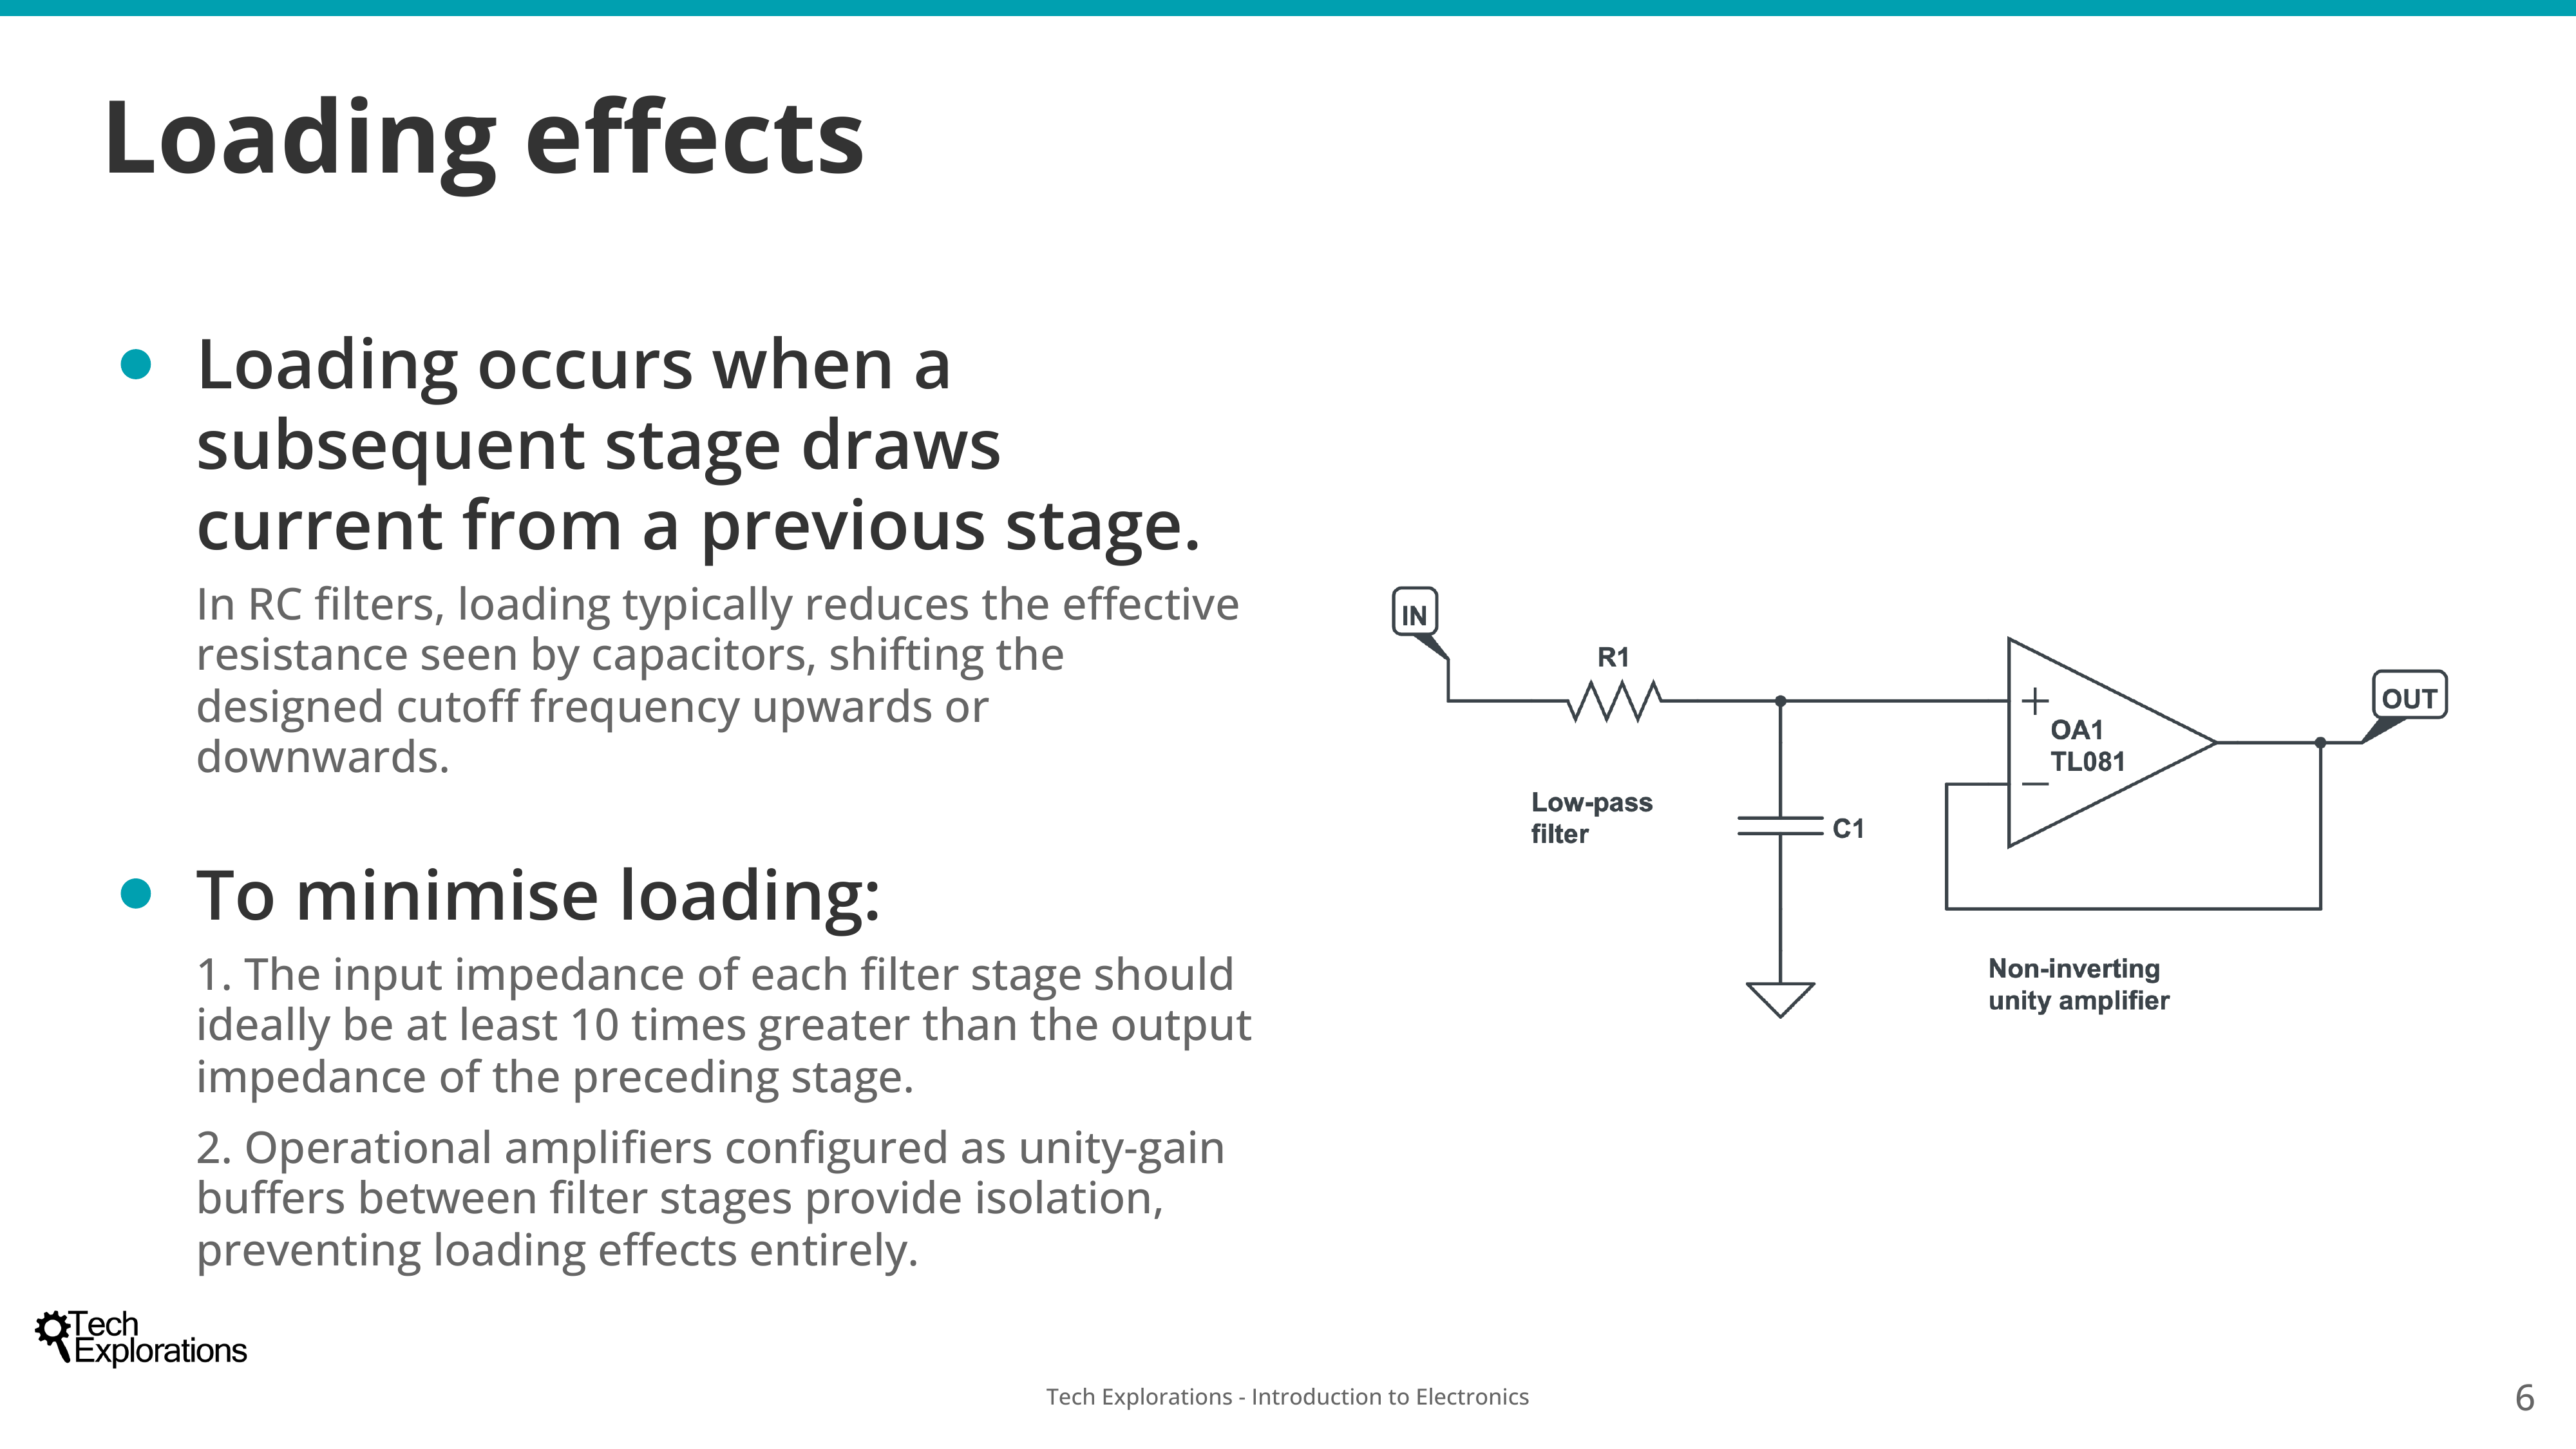 Loading effects
Loading occurs when a
subsequent stage draws
current from a previous stage.
In RC filters, loading typically reduces the effective
resistance seen by capacitors, shifting the
designed cutoff frequency upwards or
downwards.
To minimise loading:
1. The input impedance of each filter stage should
ideally be at least 10 times greater than the output
impedance of the preceding stage.
2. Operational amplifiers configured as unity-gain
buffers between filter stages provide isolation,
preventing loading effects entirely.
IN
R1
Low-pass
filter
C1
+
OA1
TL081
−
OUT
Non-inverting
unity amplifier
Tech
Explorations
Tech Explorations - Introduction to Electronics
6